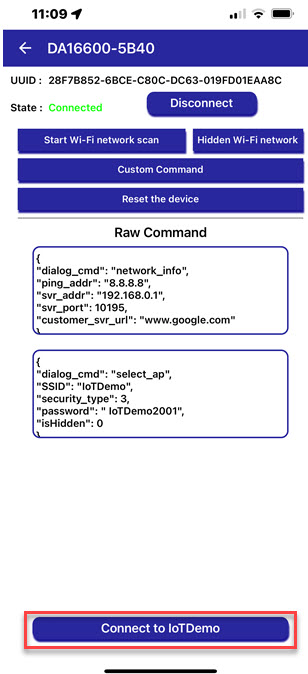 11:09
DA16600-5B40
UUID : 28F7B852-6BCE-C80C-DC63-019FD01EAA8C
State : Connected
Disconnect
Start Wi-Fi network scan
Hidden Wi-Fi network
Custom Command
Reset the device
Raw Command
{
"dialog_cmd": "network_info",
"ping_addr": "8.8.8.8",
"svr_addr": "192.168.0.1",
"svr_port": 10195,
"customer_svr_url": "www.google.com"
}
{
"dialog_cmd": "select_ap",
"SSID": "IoTDemo",
"security_type": 3,
"password": " IoTDemo2001",
"isHidden": 0
}
Connect to IoTDemo